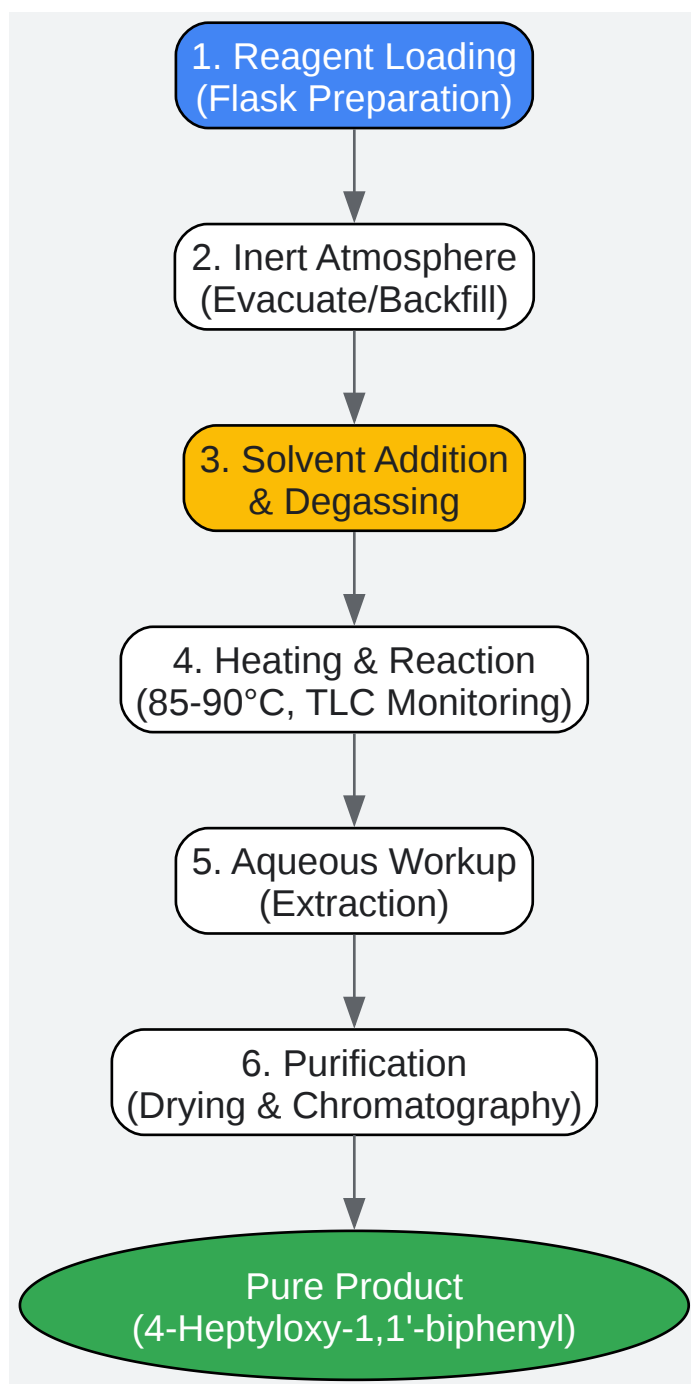 1. Reagent Loading
(Flask Preparation)
2. Inert Atmosphere
(Evacuate/Backfill)
3. Solvent Addition
& Degassing
4. Heating & Reaction
(85-90°C, TLC Monitoring)
5. Aqueous Workup
(Extraction)
6. Purification
(Drying & Chromatography)
Pure Product
(4-Heptyloxy-1,1'-biphenyl)